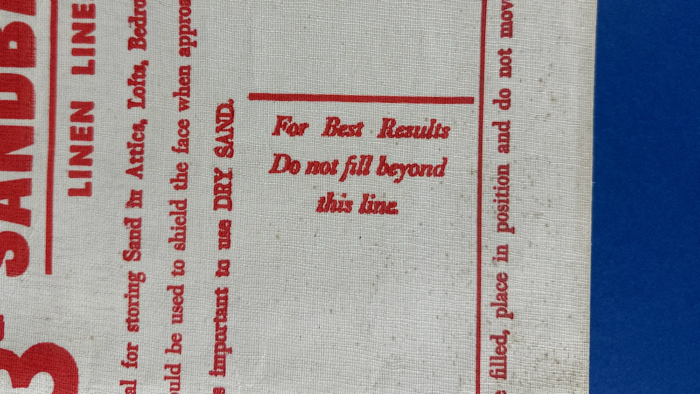 SANDB
LINEN LINE
al for storing Sand in Attics, Lofts, Bedro
ould be used to shield the face when approa
important to use DRY SAND.
For Best Results
Do not fill beyond
this line.
filled, place in position and do not mov
3